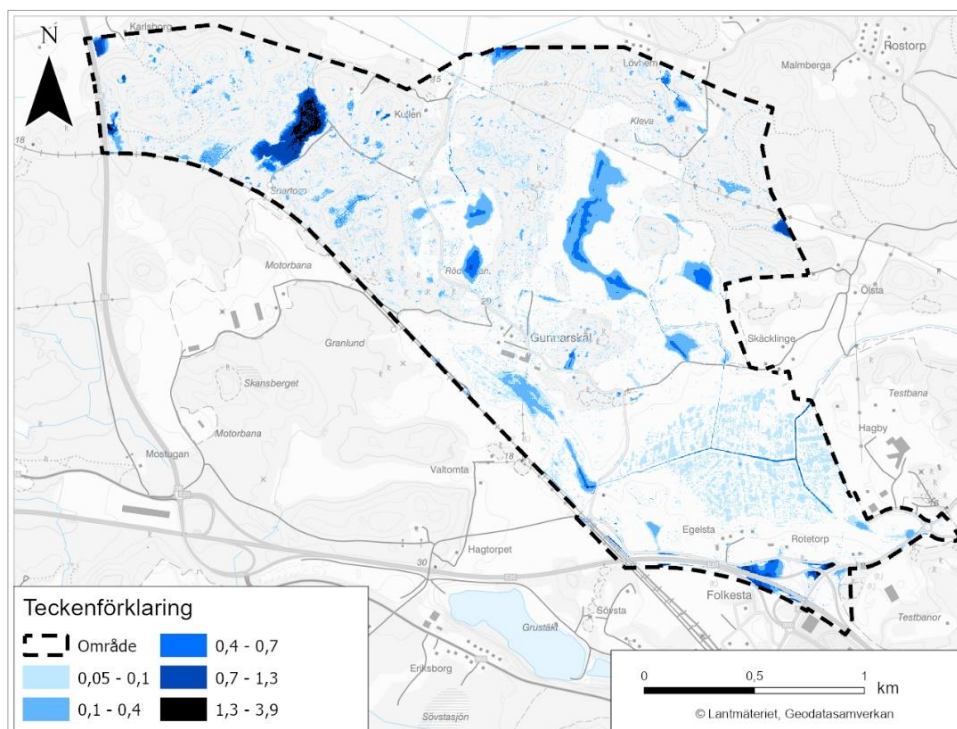 N
Karlsborg
Rostorp
Lövhem
Malmberga
15
Kullen
Kleva
18
Snartorp
Motorbana
20
Ölsta
Gunnarskäl
Skäcklinge
Granlund
Skansberget
Testbana
Motorbana
Hagby
Mostugan
Valtomta
18
Egelsta
Rotetorp
Hagtorpet
30
Folkesta
Testbanor
Grustäkt
Sövsta
Eriksborg
Sövstasjön
Teckenförklaring
Område
0,05 - 0,1
0,1 - 0,4
0,4 - 0,7
0,7 - 1,3
1,3 - 3,9
0 0,5 1
km
© Lantmäteriet, Geodatasamverkan